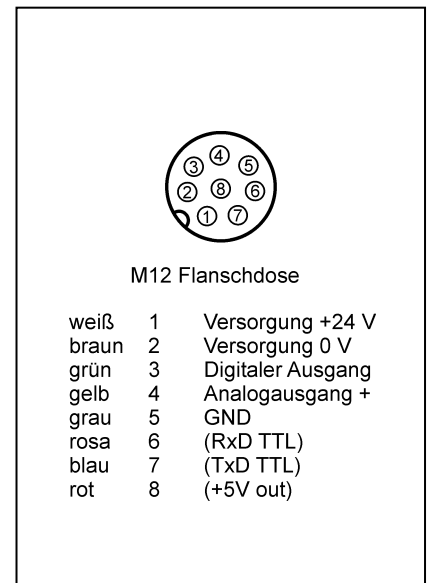 4
3 5
2 8 6
1 7
M12 Flanschdose
weiß 1 Versorgung +24 V
braun 2 Versorgung 0 V
grün 3 Digitaler Ausgang
gelb 4 Analogausgang +
grau 5 GND
rosa 6 (RxD TTL)
blau 7 (TxD TTL)
rot 8 (+5V out)